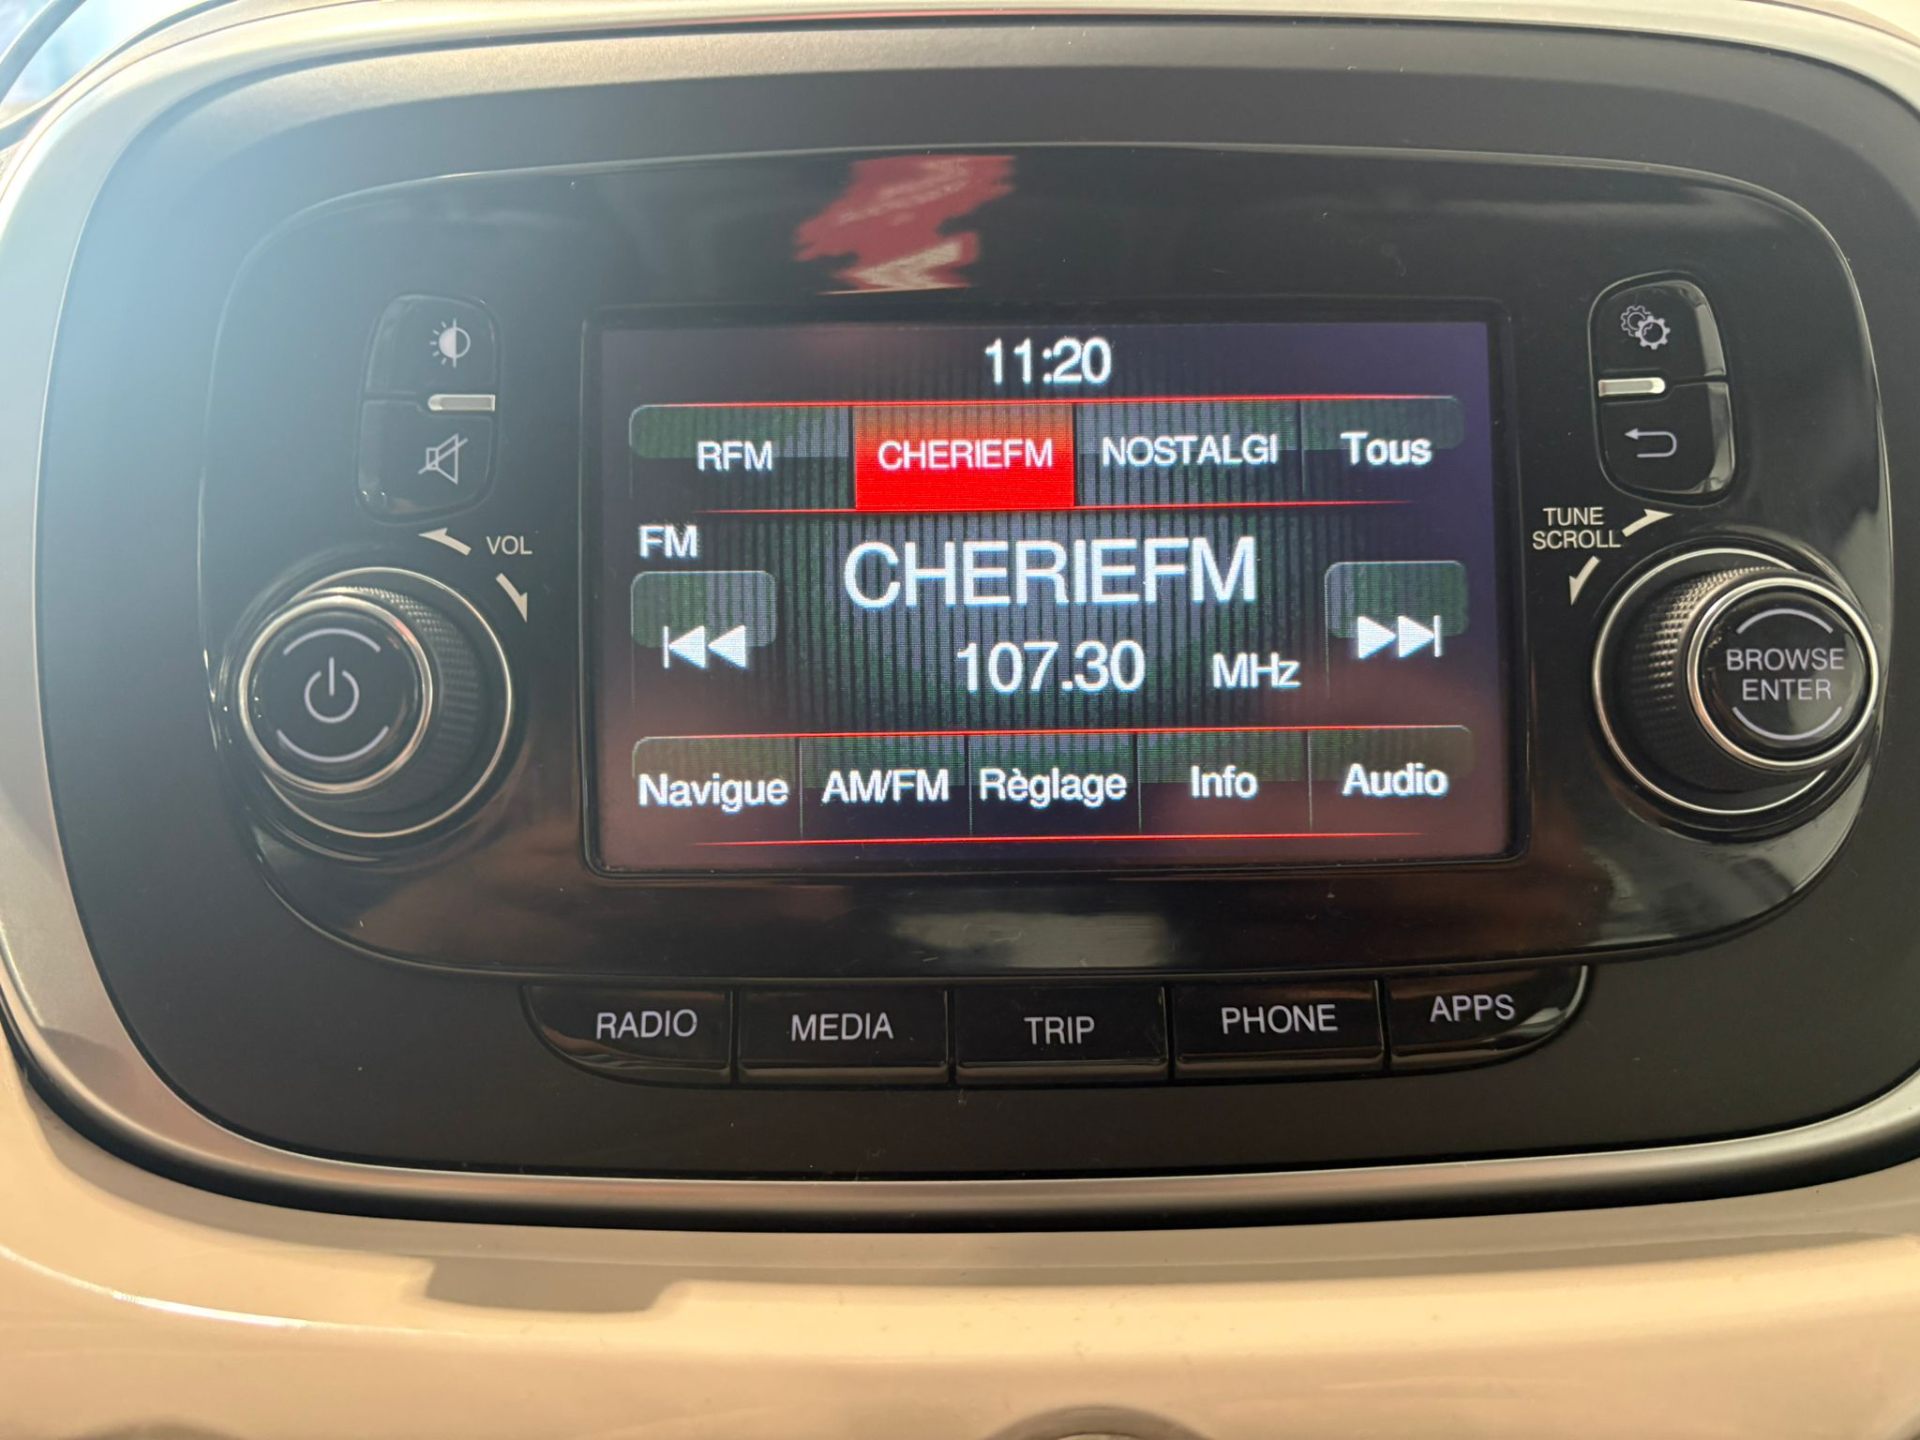 11:20
RFM CHERIEFM NOSTALGI Tous
FM
CHERIEFM
107.30 MHz
Navigue AM/FM Règlage Info Audio
VOL
TUNE
SCROLL
BROWSE
ENTER
RADIO MEDIA TRIP PHONE APPS